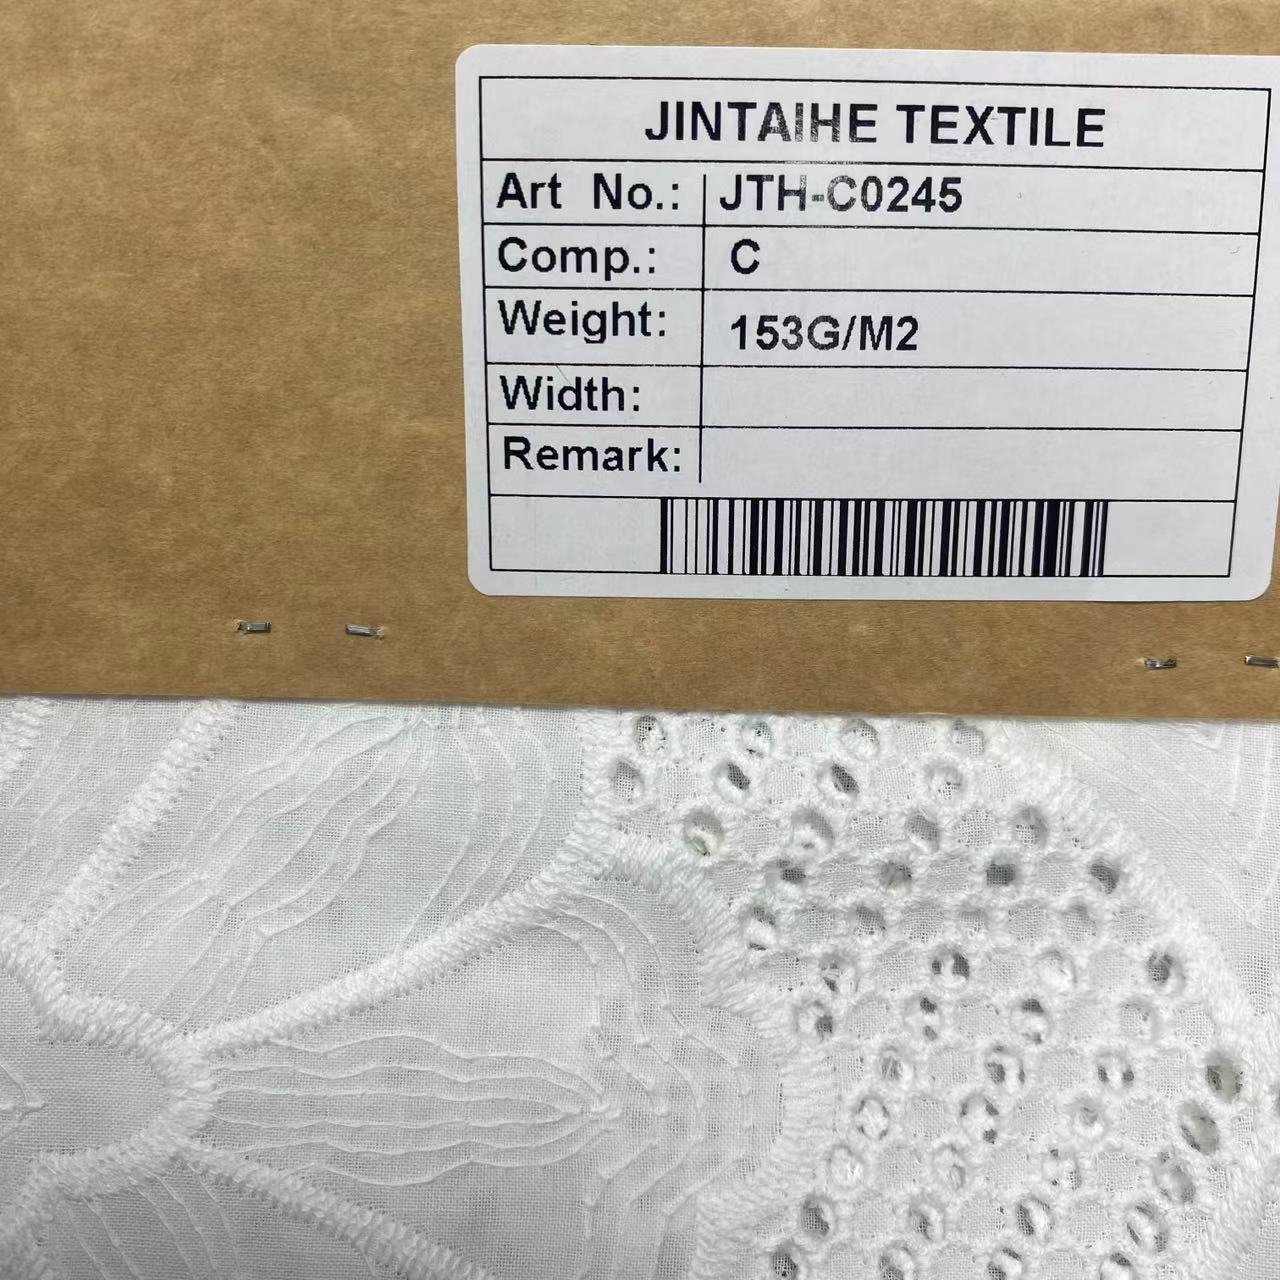 JINTAIHE TEXTILE
Art No.: JTH-C0245
Comp.: C
Weight: 153G/M2
Width:
Remark: